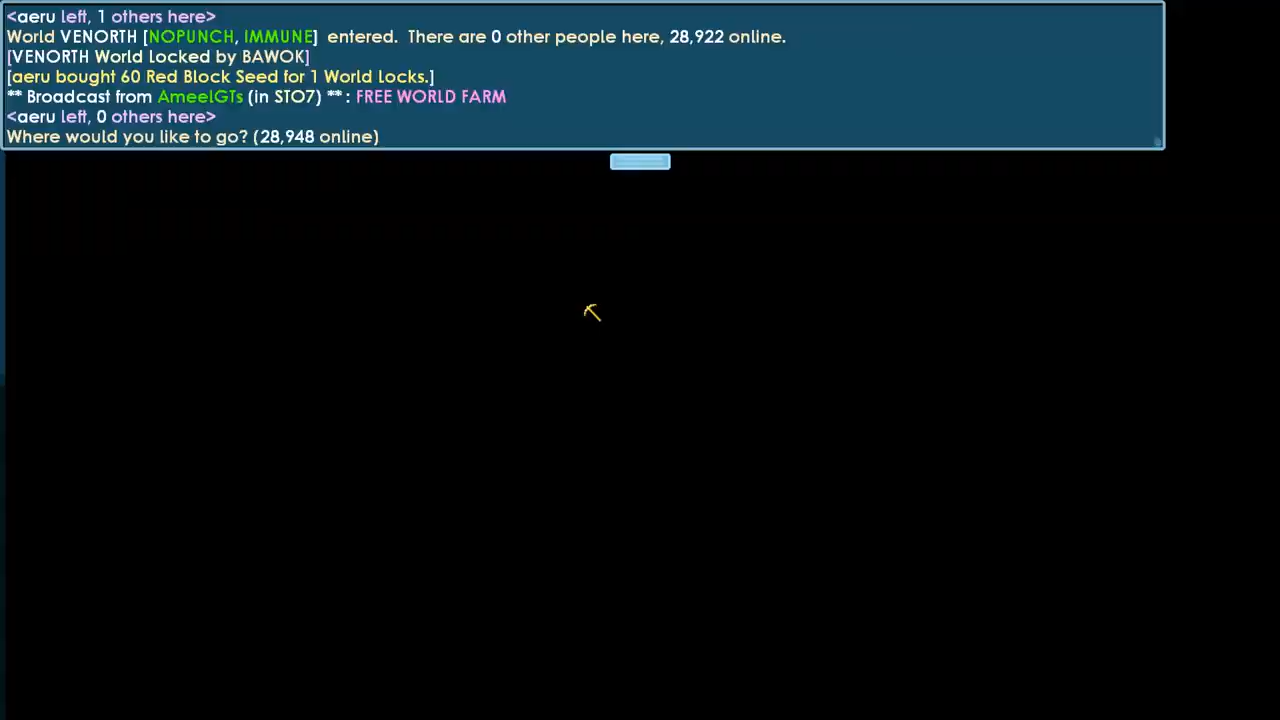 <aeru left, 1 others here>
World VENORTH [NOPUNCH, IMMUNE] entered. There are 0 other people here, 28,922 online.
[VENORTH World Locked by BAWOK]
[aeru bought 60 Red Block Seed for 1 World Locks.]
** Broadcast from AmeelGTs (in STO7) ** : FREE WORLD FARM
<aeru left, 0 others here>
Where would you like to go? (28,948 online)